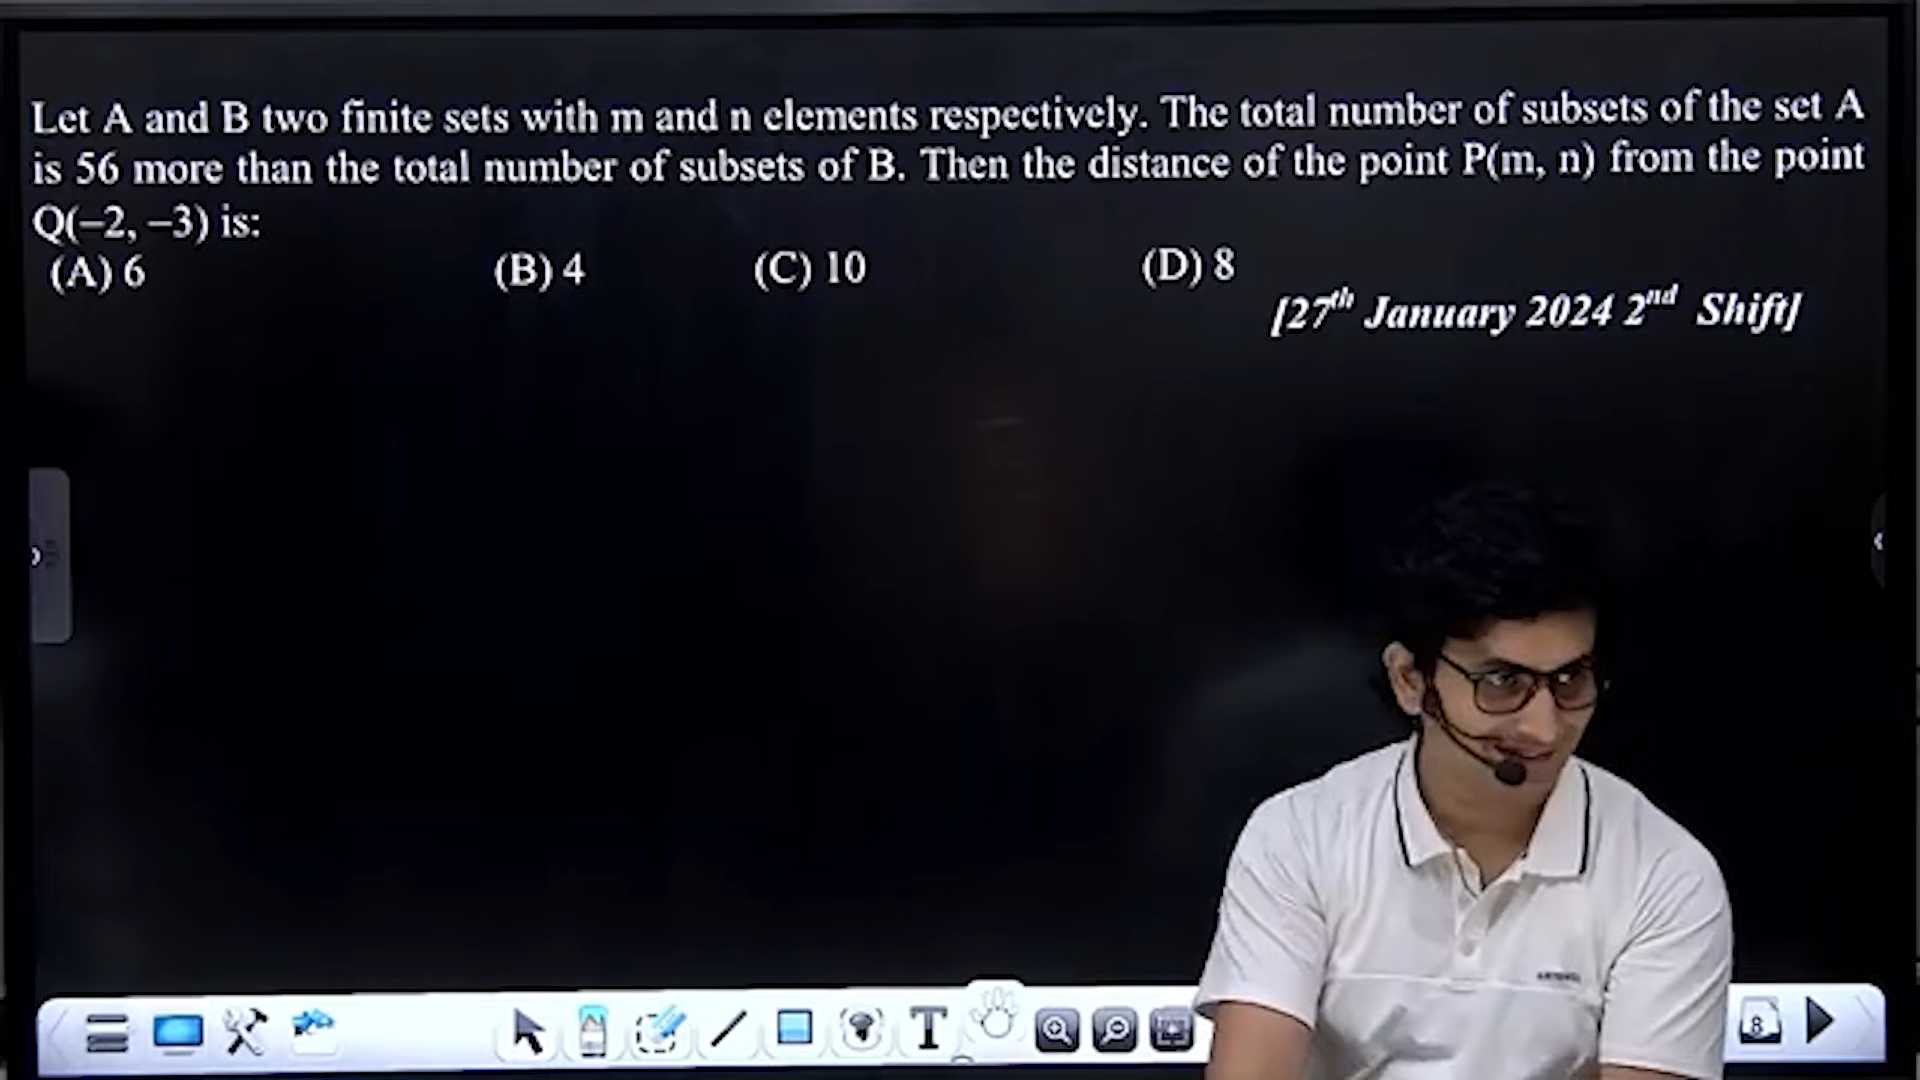 Let A and B two finite sets with m and n elements respectively. The total number of subsets of the set A
is 56 more than the total number of subsets of B. Then the distance of the point P(m, n) from the point
Q(–2, –3) is:
(A) 6 (B) 4 (C) 10 (D) 8
[27th January 2024 2nd Shift]
T
8